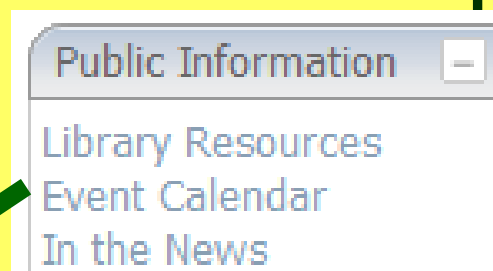 Public Information
Library Resources
Event Calendar
In the News